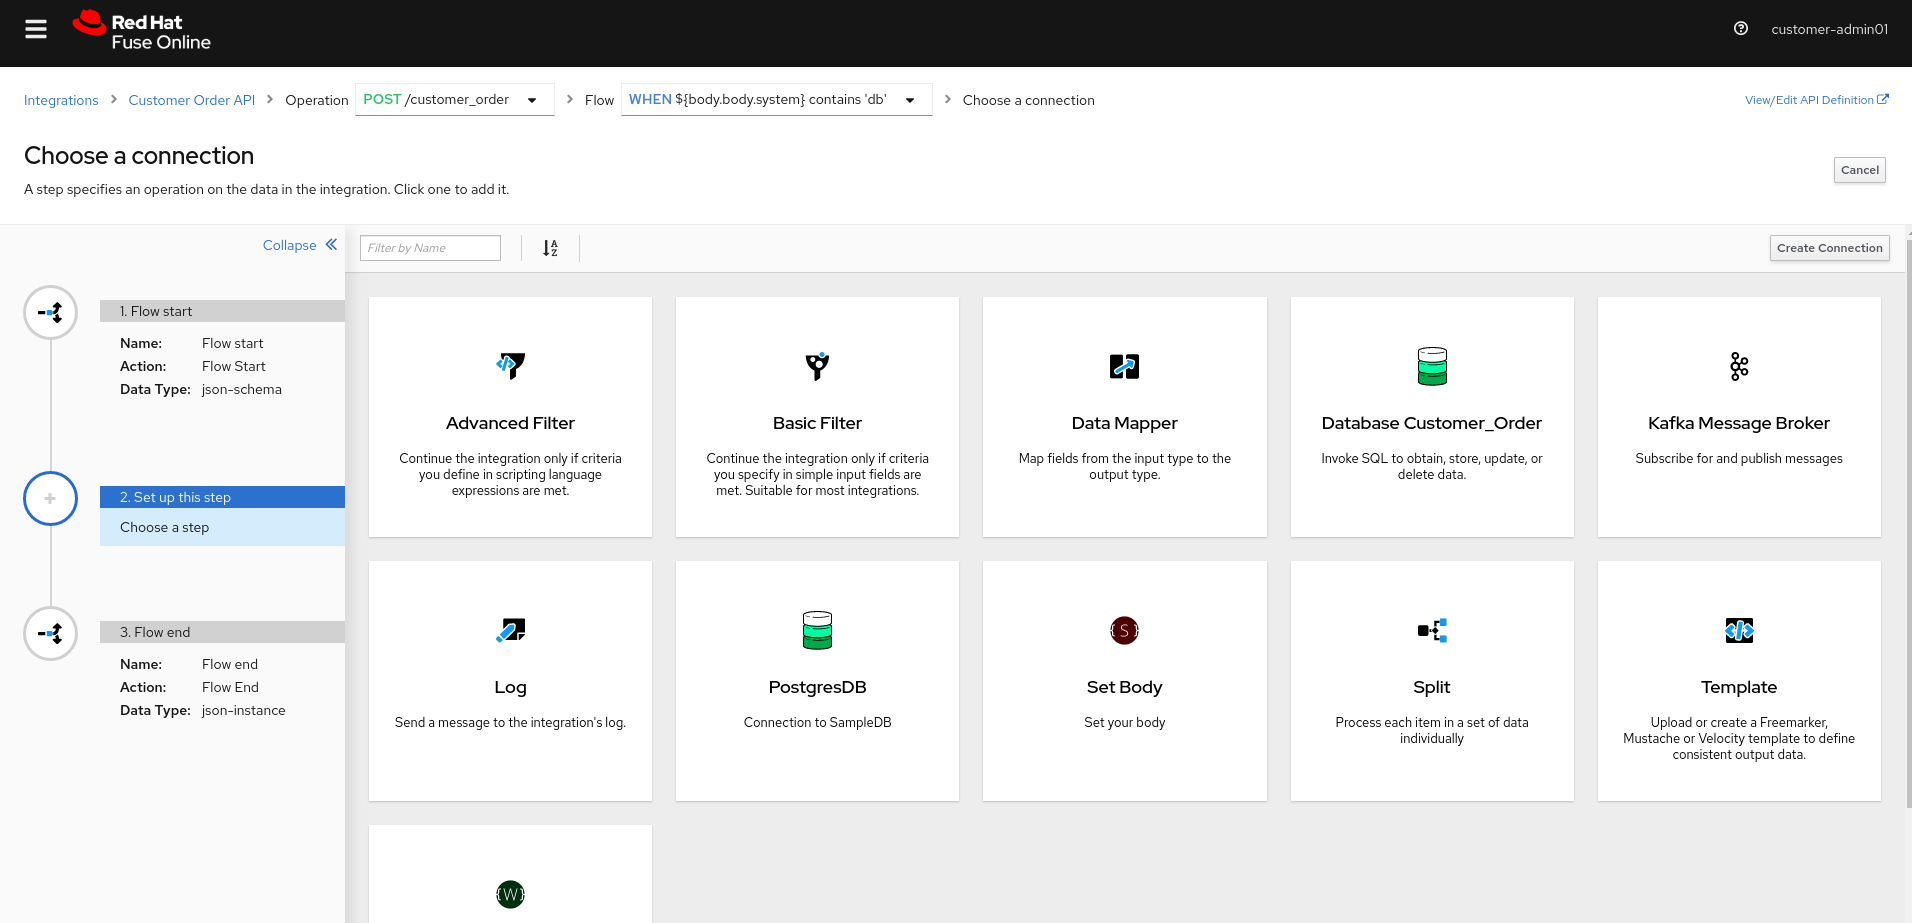 Red Hat
Fuse Online
customer-admin01
Integrations > Customer Order API > Operation POST /customer_order > Flow WHEN ${body.body.system} contains 'db' > Choose a connection
View/Edit API Definition
Choose a connection
A step specifies an operation on the data in the integration. Click one to add it.
Cancel
Collapse
Filter by Name
A
Z
Create Connection
1. Flow start
Name: Flow start
Action: Flow Start
Data Type: json-schema
2. Set up this step
Choose a step
3. Flow end
Name: Flow end
Action: Flow End
Data Type: json-instance
Advanced Filter
Continue the integration only if criteria
you define in scripting language
expressions are met.
Basic Filter
Continue the integration only if criteria
you specify in simple input fields are
met. Suitable for most integrations.
Data Mapper
Map fields from the input type to the
output type.
Database Customer_Order
Invoke SQL to obtain, store, update, or
delete data.
Kafka Message Broker
Subscribe for and publish messages
Log
Send a message to the integration's log.
PostgresDB
Connection to SampleDB
{S}
Set Body
Set your body
Split
Process each item in a set of data
individually
Template
Upload or create a Freemarker,
Mustache or Velocity template to define
consistent output data.
{W}